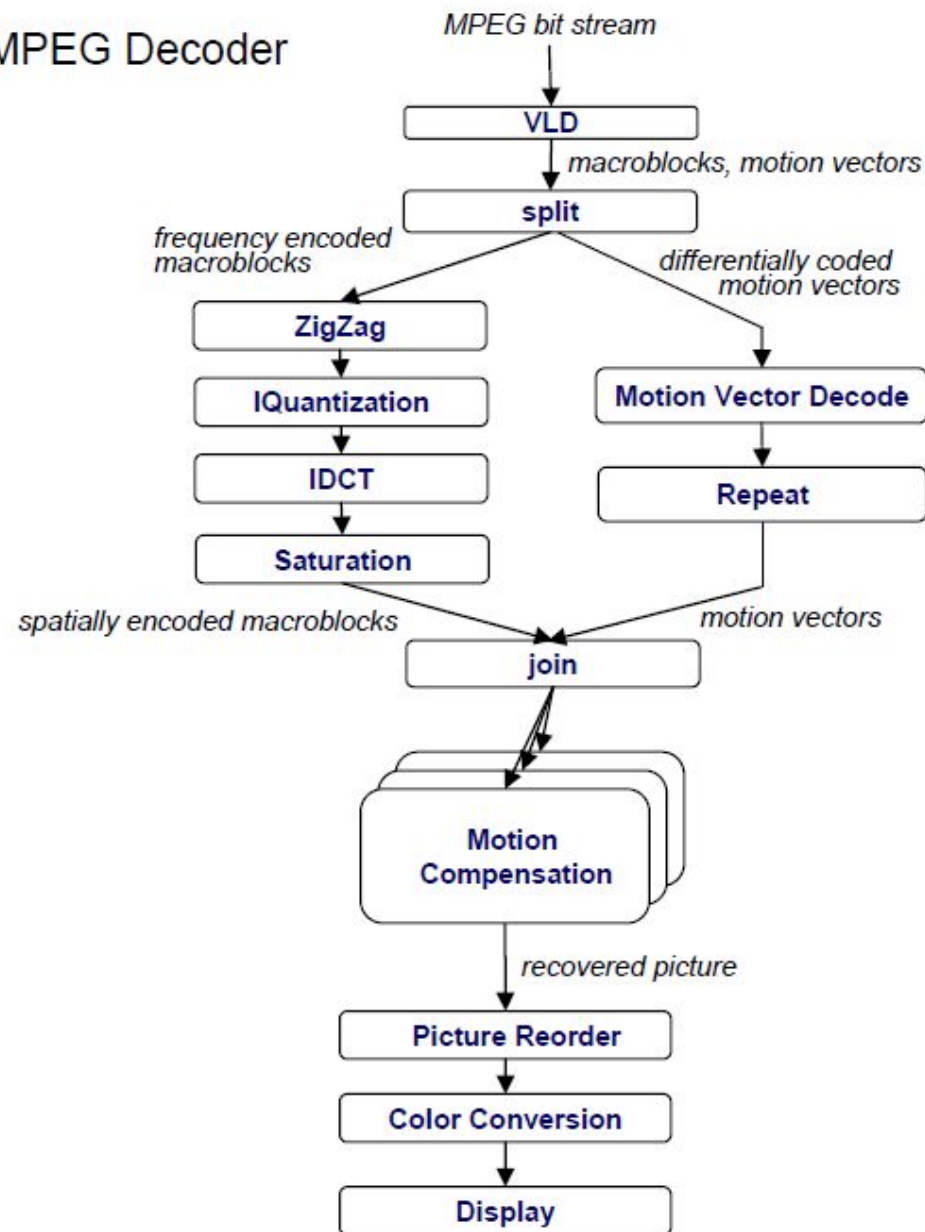 MPEG Decoder
MPEG bit stream
VLD
macroblocks, motion vectors
split
frequency encoded
macroblocks
differentially coded
motion vectors
ZigZag
IQuantization
Motion Vector Decode
IDCT
Repeat
Saturation
spatially encoded macroblocks
motion vectors
join
Motion
Compensation
recovered picture
Picture Reorder
Color Conversion
Display